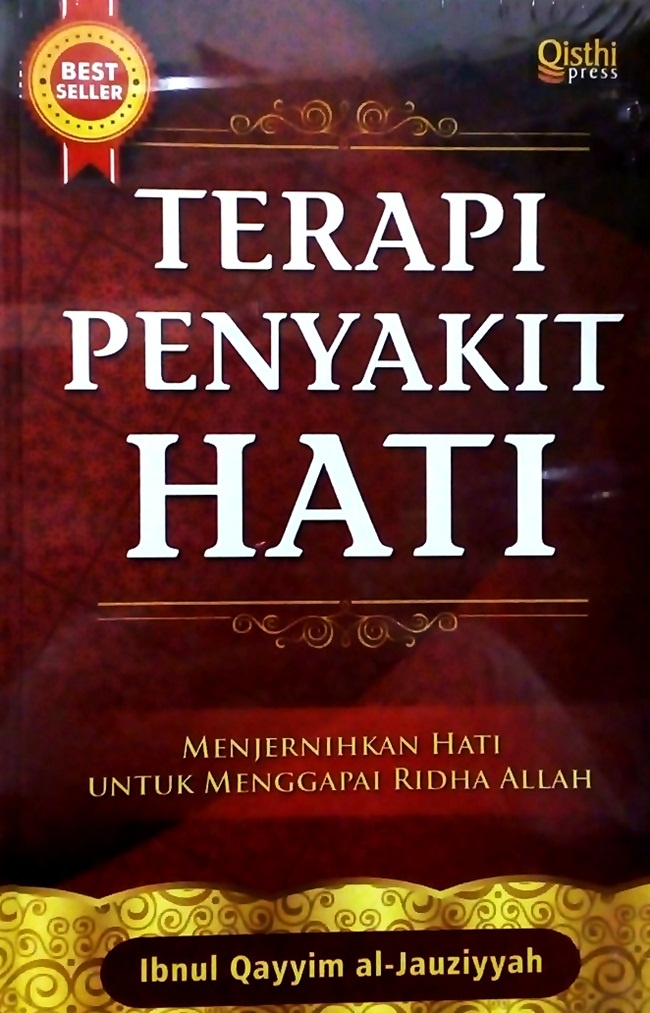 BEST
SELLER
Qisthi
press
TERAPI
PENYAKIT
HATI
MENJERNIHKAN HATI
UNTUK MENGGAPAI RIDHA ALLAH
Ibnul Qayyim al-Jauziyyah